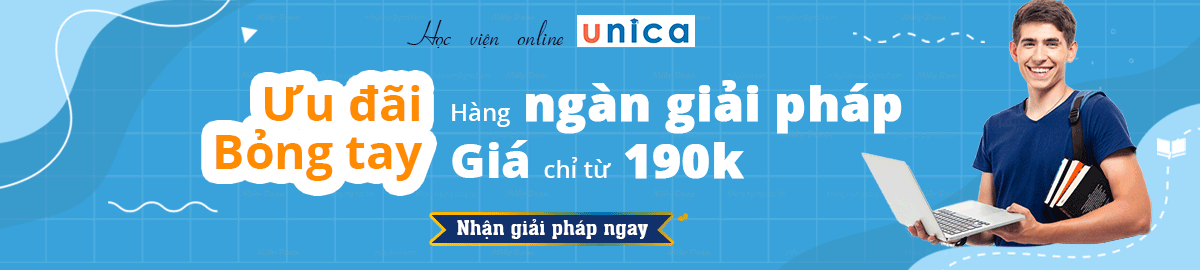 Học viện online unica
Ưu đãi
Bỏng tay
Hàng ngàn giải pháp
Giá chỉ từ 190k
Nhận giải pháp ngay